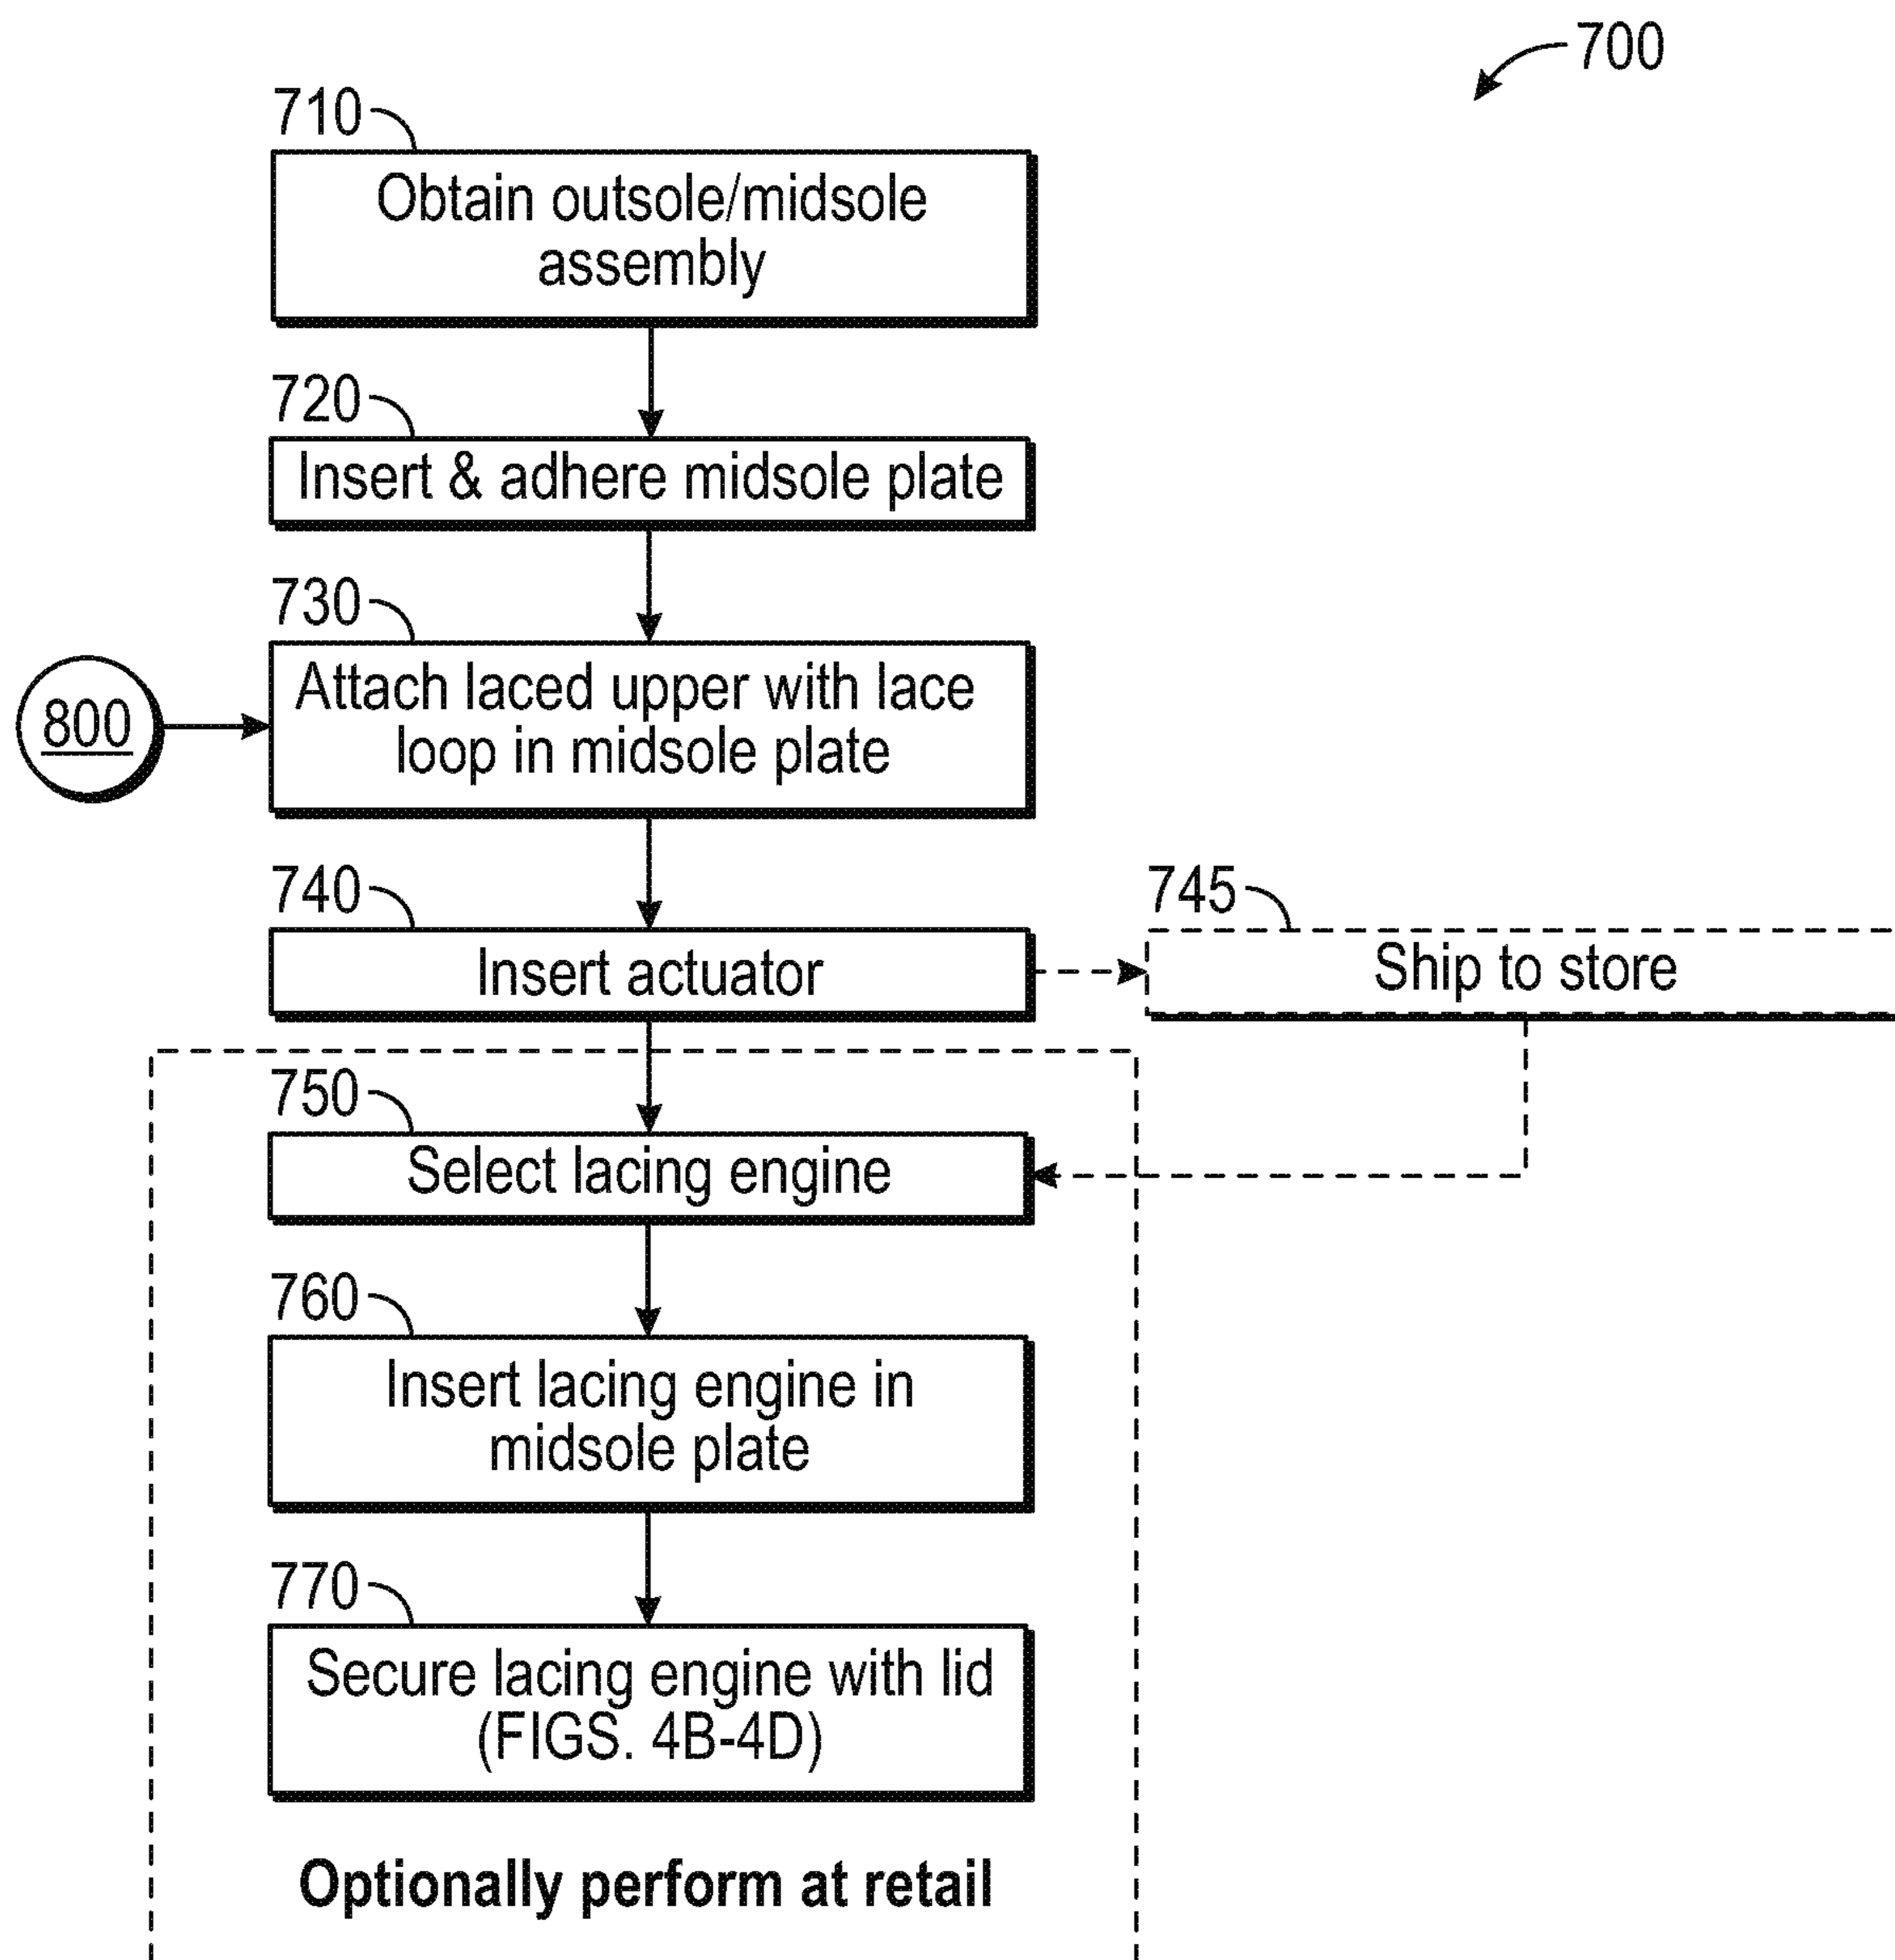 700
710
Obtain outsole/midsole
assembly
720
Insert & adhere midsole plate
730
800
Attach laced upper with lace
loop in midsole plate
740
Insert actuator
745
Ship to store
750
Select lacing engine
760
Insert lacing engine in
midsole plate
770
Secure lacing engine with lid
(FIGS. 4B-4D)
Optionally perform at retail